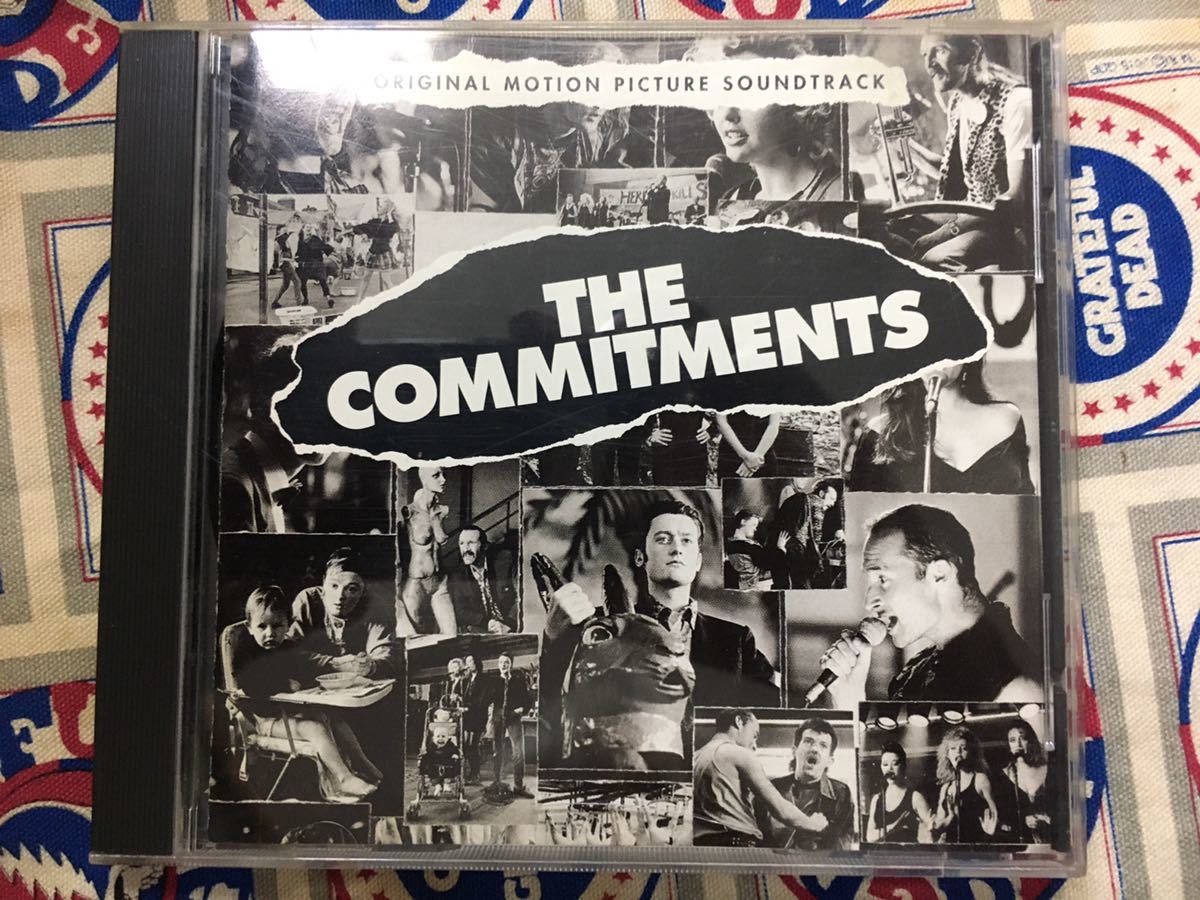 ORIGINAL MOTION PICTURE SOUNDTRACK
THE
COMMITMENTS
GRATEFUL
DEAD